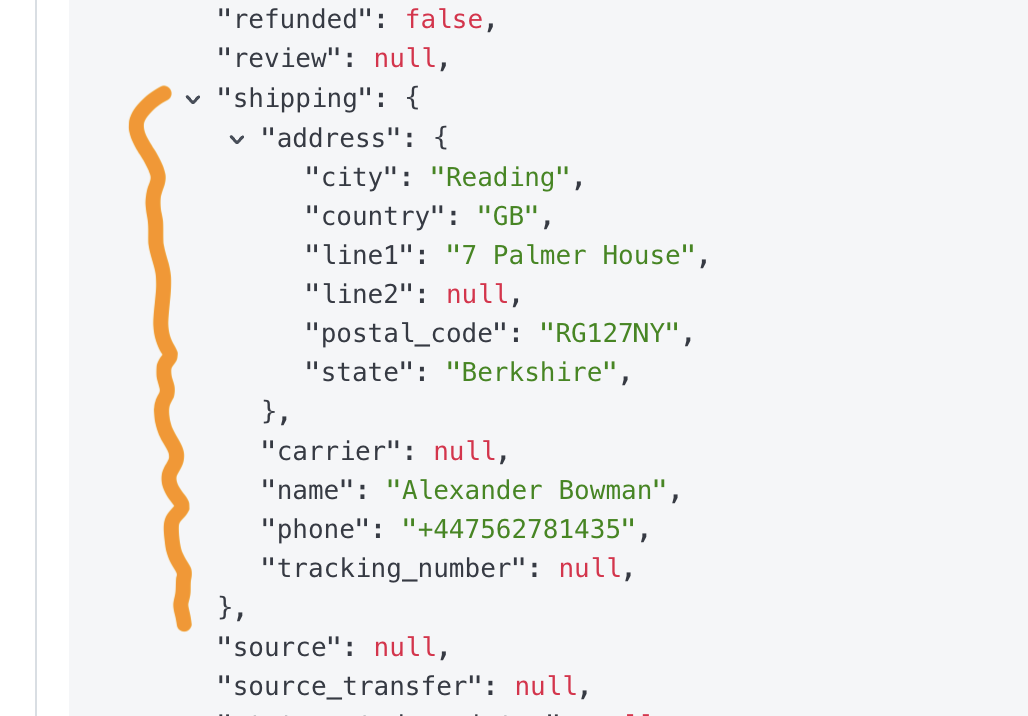 "refunded": false,
"review": null,
"shipping": {
"address": {
"city": "Reading",
"country": "GB",
"line1": "7 Palmer House",
"line2": null,
"postal_code": "RG127NY",
"state": "Berkshire",
},
"carrier": null,
"name": "Alexander Bowman",
"phone": "+447562781435",
"tracking_number": null,
},
"source": null,
"source_transfer": null,